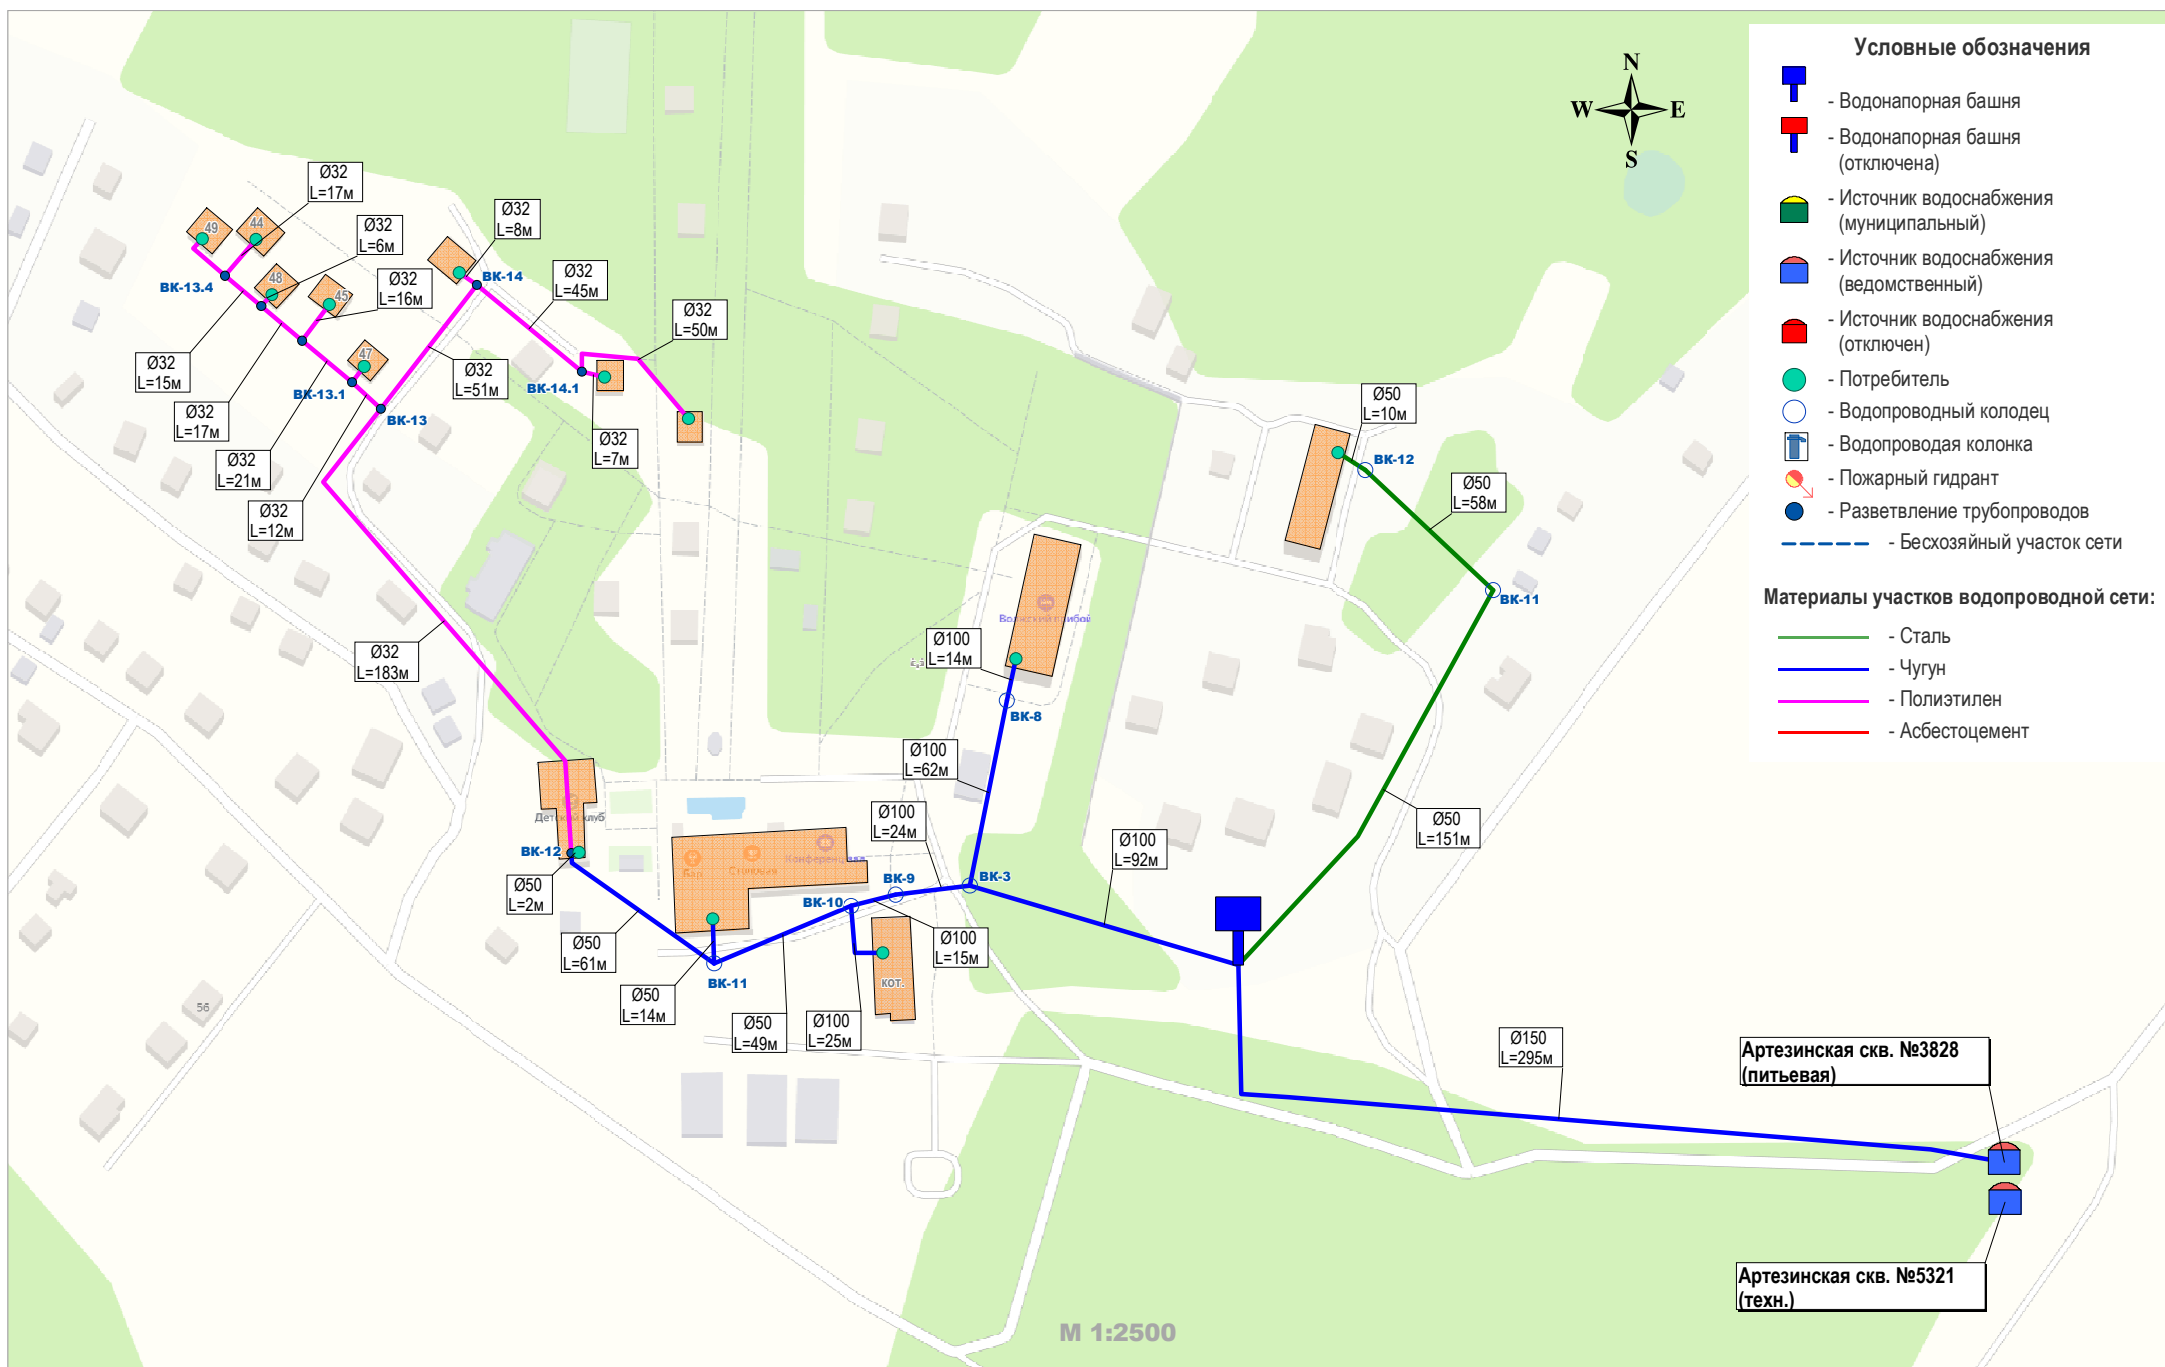 Условные обозначения
- Водонапорная башня
- Водонапорная башня
(отключена)
- Источник водоснабжения
(муниципальный)
- Источник водоснабжения
(ведомственный)
- Источник водоснабжения
(отключен)
- Потребитель
- Водопроводный колодец
- Водопроводая колонка
- Пожарный гидрант
- Разветвление трубопроводов
- Бесхозяйный участок сети
Материалы участков водопроводной сети:
- Сталь
- Чугун
- Полиэтилен
- Асбестоцемент
N
W
E
S
Ø32
L=17м
Ø32
L=6м
Ø32
L=16м
Ø32
L=8м
Ø32
L=45м
Ø32
L=50м
49
44
48
45
47
ВК-13.4
ВК-14
ВК-13.1
ВК-13
ВК-14.1
Ø32
L=15м
Ø32
L=17м
Ø32
L=21м
Ø32
L=12м
Ø32
L=51м
Ø32
L=7м
Ø50
L=10м
ВК-12
Ø50
L=58м
ВК-11
Волжский прибой
Ø100
L=14м
ВК-8
Ø32
L=183м
Ø100
L=62м
Детский клуб
Ø100
L=24м
Ø100
L=92м
Ø50
L=151м
ВК-12
Бар
Столовая
ВК-9
ВК-3
ВК-10
Ø50
L=2м
Ø50
L=61м
Ø100
L=15м
кот.
ВК-11
Ø50
L=14м
Ø50
L=49м
Ø100
L=25м
56
Ø150
L=295м
Артезинская скв. №3828
(питьевая)
Артезинская скв. №5321
(техн.)
М 1:2500